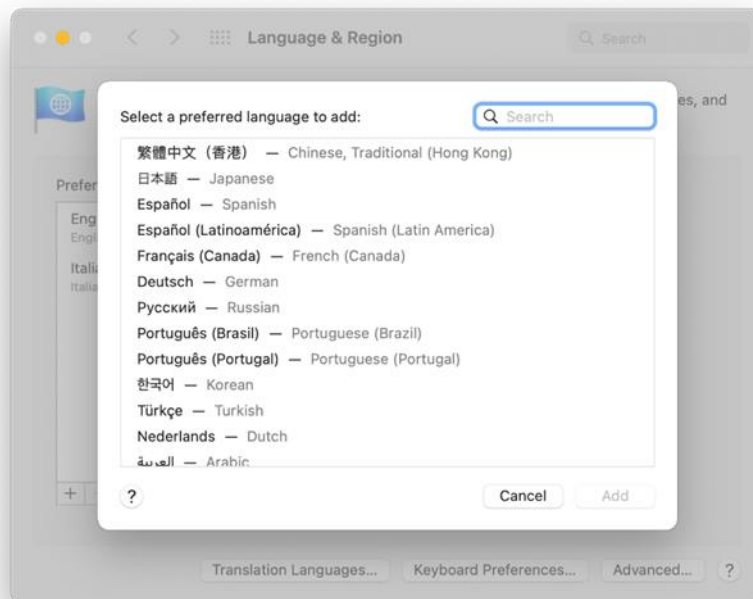 Language & Region
Search
es, and
Select a preferred language to add:
Search
繁體中文（香港） — Chinese, Traditional (Hong Kong)
日本語 — Japanese
Español — Spanish
Español (Latinoamérica) — Spanish (Latin America)
Français (Canada) — French (Canada)
Deutsch — German
Русский — Russian
Português (Brasil) — Portuguese (Brazil)
Português (Portugal) — Portuguese (Portugal)
한국어 — Korean
Türkçe — Turkish
Nederlands — Dutch
العربية — Arabic
Prefer
Eng
Engli
Italia
Italia
+
?
Cancel
Add
Translation Languages...
Keyboard Preferences...
Advanced...
?